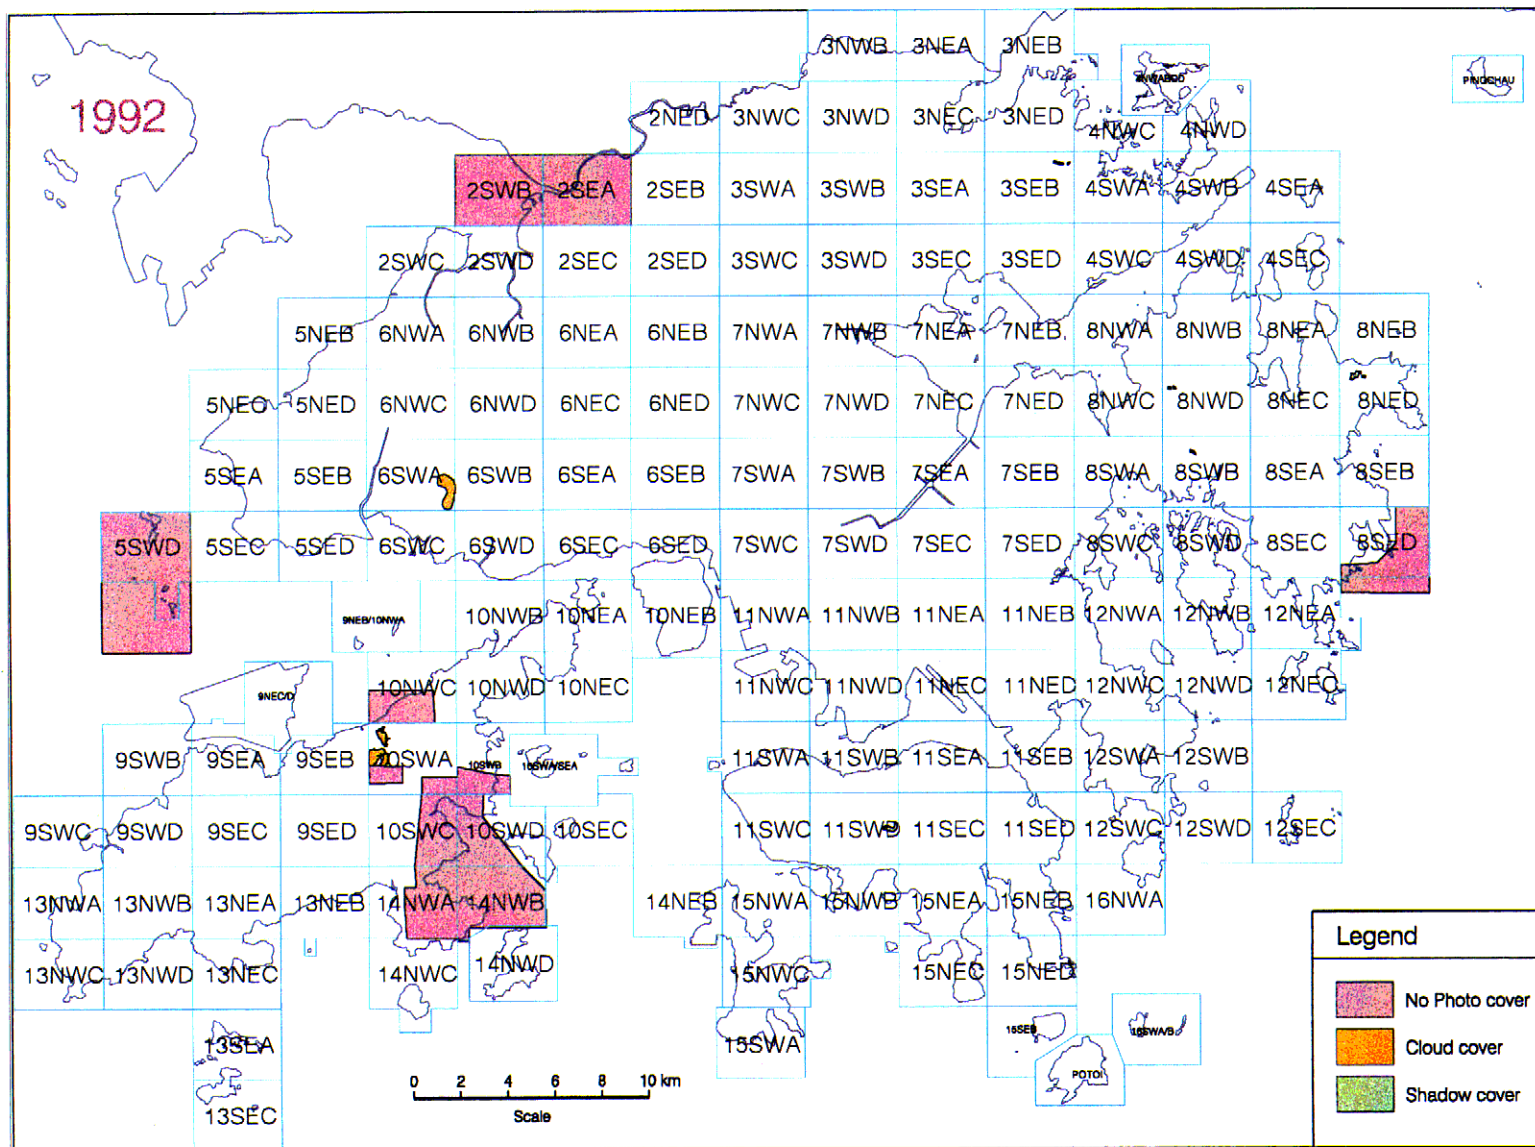 1992
3NWB 3NEA 3NEB
PINGCHAU
2NED 3NWC 3NWD 3NEC 3NED 4NWC 4NWD
2SWB 2SEA 2SEB 3SWA 3SWB 3SEA 3SEB 4SWA 4SWB 4SEA
2SWC 2SWD 2SEC 2SED 3SWC 3SWD 3SEC 3SED 4SWC 4SWD 4SEC
5NEB 6NWA 6NWB 6NEA 6NEB 7NWA 7NWB 7NEA 7NEB 8NWA 8NWB 8NEA 8NEB
5NEC 5NED 6NWC 6NWD 6NEC 6NED 7NWC 7NWD 7NEC 7NED 8NWC 8NWD 8NEC 8NED
5SEA 5SEB 6SWA 6SWB 6SEA 6SEB 7SWA 7SWB 7SEA 7SEB 8SWA 8SWB 8SEA 8SEB
5SWD 5SEC 5SED 6SWC 6SWD 6SEC 6SED 7SWC 7SWD 7SEC 7SED 8SWC 8SWD 8SEC 8SED
9NEB/10NWA 10NWB 10NEA 10NEB 11NWA 11NWB 11NEA 11NEB 12NWA 12NWB 12NEA
9NEC/D 10NWC 10NWD 10NEC 11NWC 11NWD 11NEC 11NED 12NWC 12NWD 12NEC
9SWB 9SEA 9SEB 10SWA 10SWB 11SWA 11SWB 11SEA 11SEB 12SWA 12SWB
9SWC 9SWD 9SEC 9SED 10SWC 10SWD 10SEC 11SWC 11SWD 11SEC 11SED 12SWC 12SWD 12SEC
13NWA 13NWB 13NEA 13NEB 14NWA 14NWB 14NEB 15NWA 15NWB 15NEA 15NEB 16NWA
13NWC 13NWD 13NEC 14NWC 14NWD 15NWC 15NEC 15NED
13SEA 15SWA 15SEB
POTOI
13SEC
0 2 4 6 8 10 km
Scale
Legend
No Photo cover
Cloud cover
Shadow cover